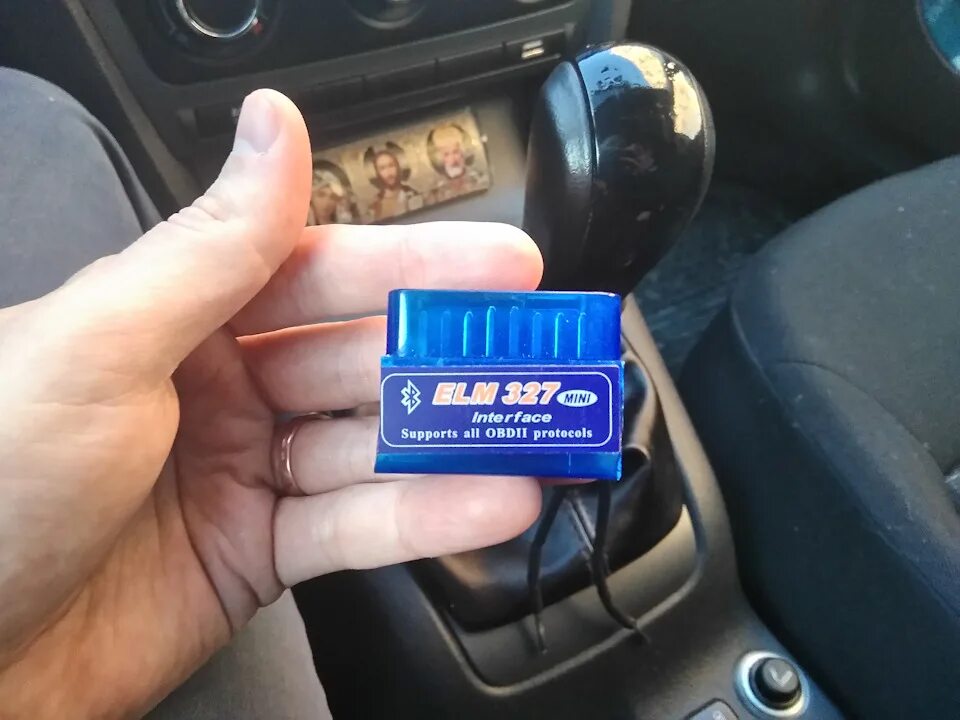 ELM 327 MINI
Interface
Supports all OBDII protocols